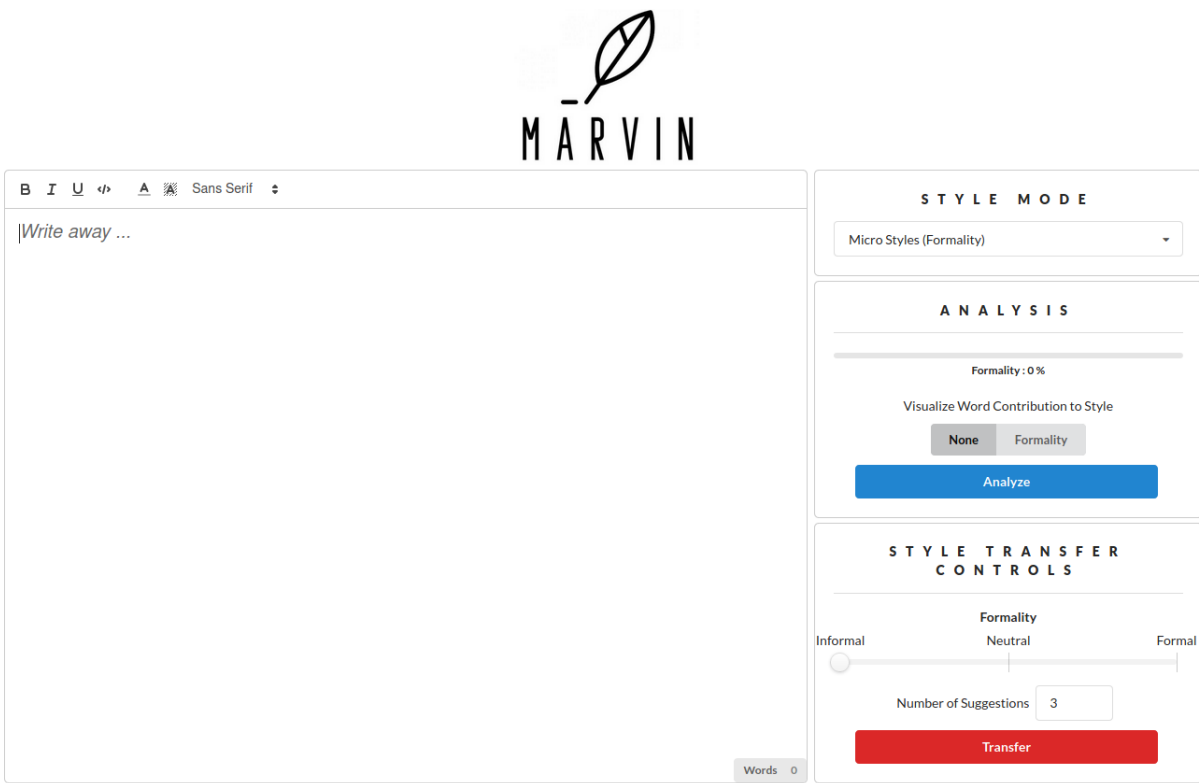 MARVIN
B I U </> A A Sans Serif
Write away ...
Words 0
STYLE MODE
Micro Styles (Formality)
ANALYSIS
Formality : 0 %
Visualize Word Contribution to Style
None Formality
Analyze
STYLE TRANSFER
CONTROLS
Formality
Informal Neutral Formal
Number of Suggestions 3
Transfer